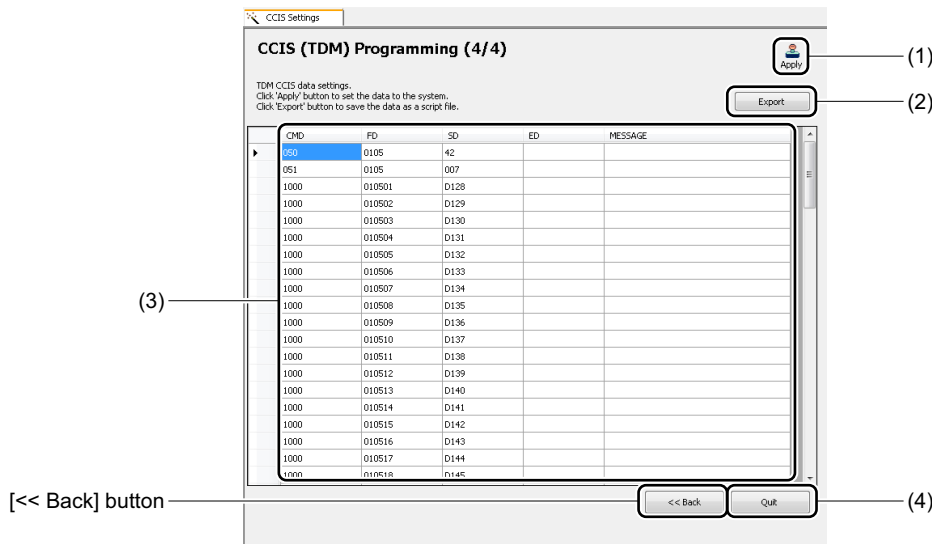 CCIS Settings
CCIS (TDM) Programming (4/4)
Apply
(1)
TDM CCIS data settings.
Click 'Apply' button to set the data to the system.
Click 'Export' button to save the data as a script file.
Export
(2)
CMD FD SD ED MESSAGE
050 0105 42
051 0105 007
1000 010501 D128
1000 010502 D129
1000 010503 D130
1000 010504 D131
1000 010505 D132
1000 010506 D133
1000 010507 D134
1000 010508 D135
(3)
1000 010509 D136
1000 010510 D137
1000 010511 D138
1000 010512 D139
1000 010513 D140
1000 010514 D141
1000 010515 D142
1000 010516 D143
1000 010517 D144
1000 010518 D145
[<< Back] button
<< Back
Quit
(4)